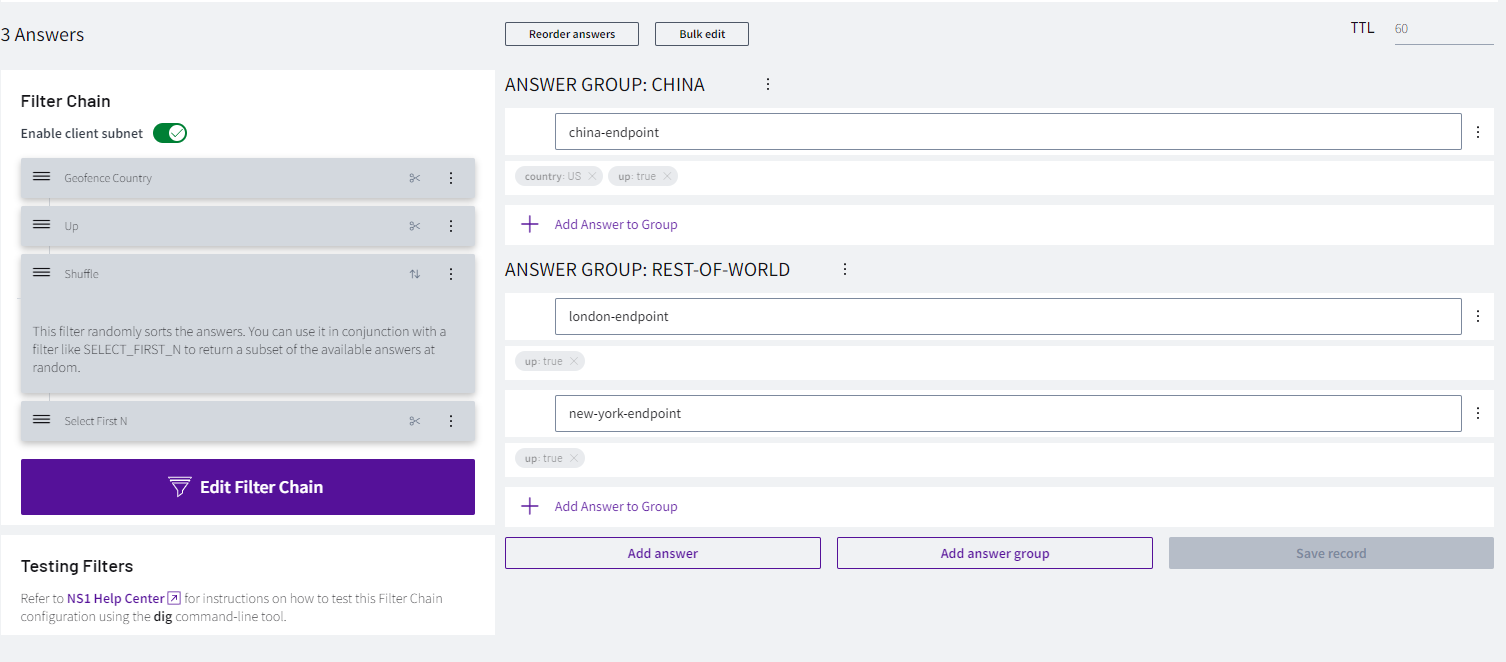 3 Answers
Reorder answers
Bulk edit
TTL
60
Filter Chain
Enable client subnet
Geofence Country
Up
Shuffle
This filter randomly sorts the answers. You can use it in conjunction with a
filter like SELECT_FIRST_N to return a subset of the available answers at
random.
Select First N
Edit Filter Chain
Testing Filters
Refer to NS1 Help Center for instructions on how to test this Filter Chain
configuration using the dig command-line tool.
ANSWER GROUP: CHINA
china-endpoint
country: US
up: true
Add Answer to Group
ANSWER GROUP: REST-OF-WORLD
london-endpoint
up: true
new-york-endpoint
up: true
Add Answer to Group
Add answer
Add answer group
Save record